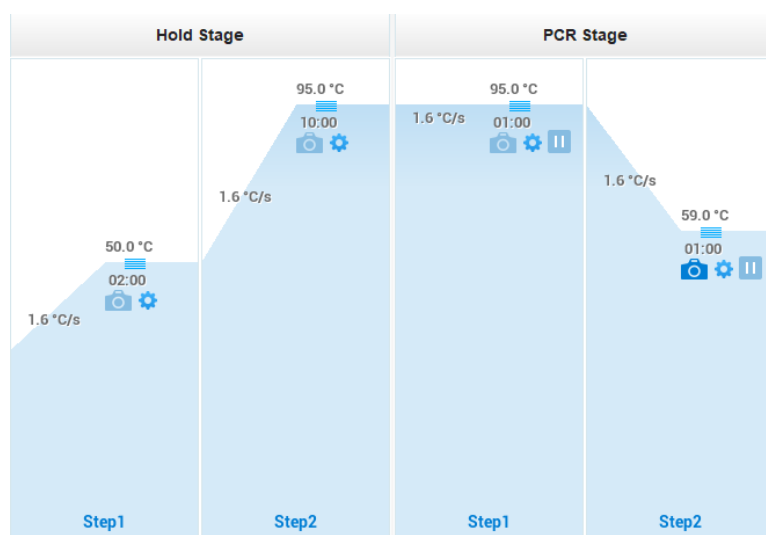 Hold Stage
PCR Stage
1.6 °C/s
50.0 °C
02:00
Step1
1.6 °C/s
95.0 °C
10:00
Step2
1.6 °C/s
95.0 °C
01:00
Step1
1.6 °C/s
59.0 °C
01:00
Step2